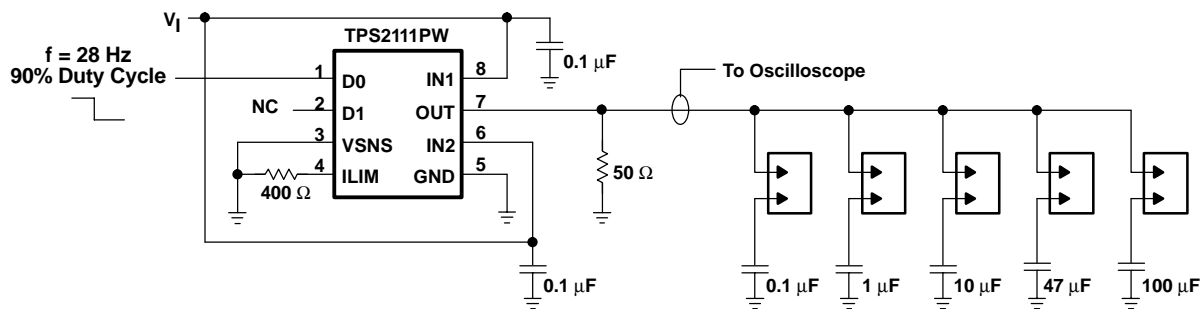 V_I
TPS2111PW
0.1 µF
f = 28 Hz
90% Duty Cycle
To Oscilloscope
NC
1
D0
IN1
8
2
D1
OUT
7
3
VSNS
IN2
6
4
ILIM
GND
5
400 Ω
50 Ω
0.1 µF
0.1 µF
1 µF
10 µF
47 µF
100 µF